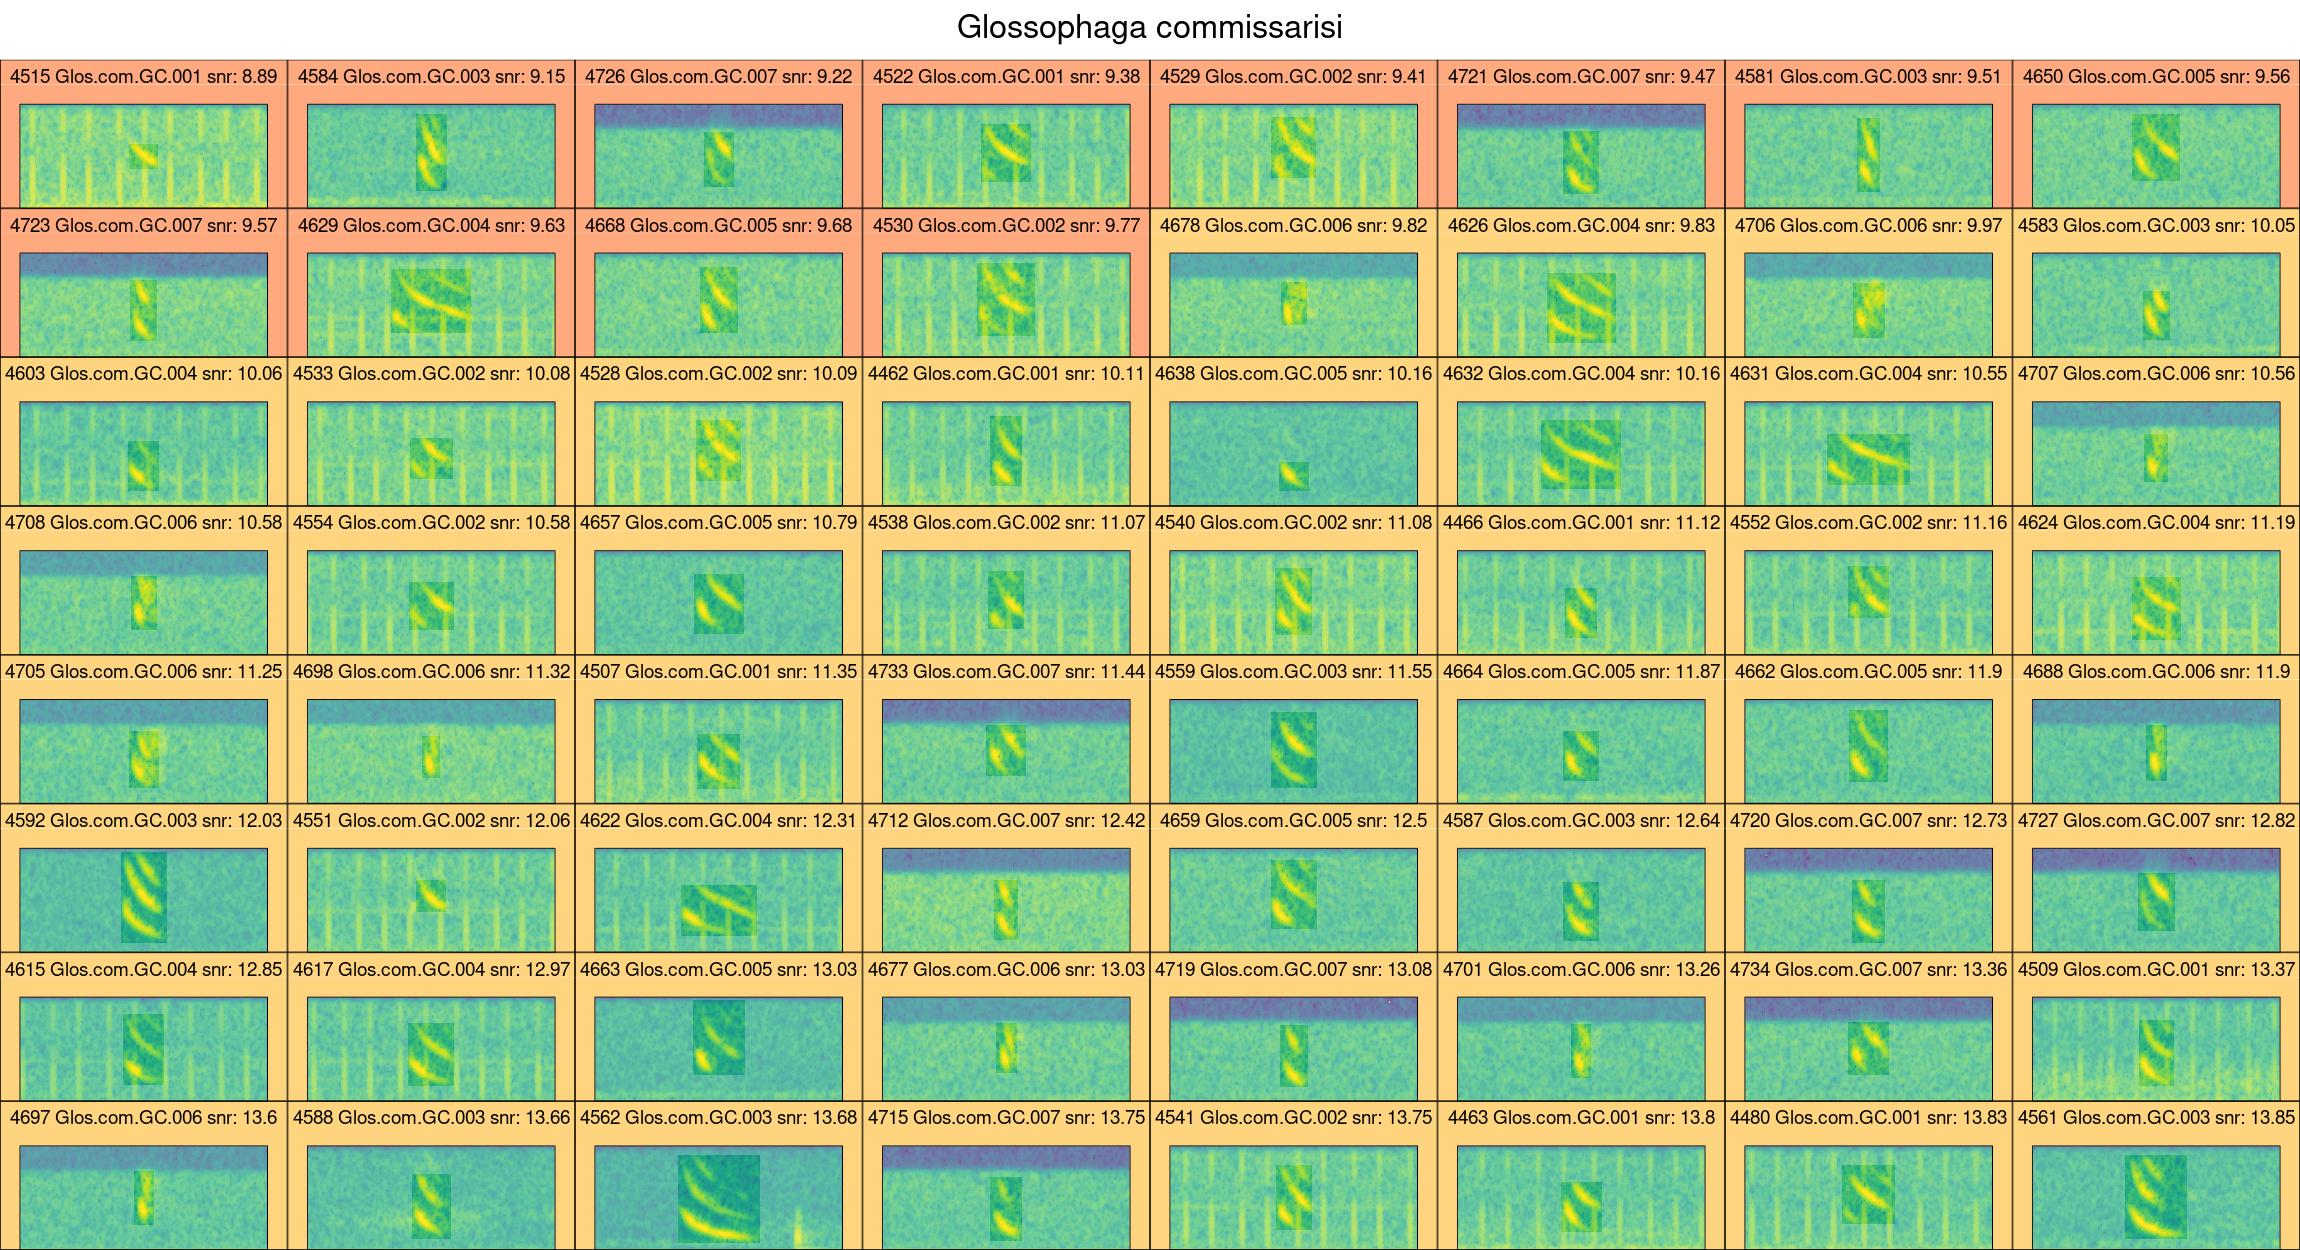 Glossophaga commissarisi
4515 Glos.com.GC.001 snr: 8.89
4584 Glos.com.GC.003 snr: 9.15
4726 Glos.com.GC.007 snr: 9.22
4522 Glos.com.GC.001 snr: 9.38
4529 Glos.com.GC.002 snr: 9.41
4721 Glos.com.GC.007 snr: 9.47
4581 Glos.com.GC.003 snr: 9.51
4650 Glos.com.GC.005 snr: 9.56
4723 Glos.com.GC.007 snr: 9.57
4629 Glos.com.GC.004 snr: 9.63
4668 Glos.com.GC.005 snr: 9.68
4530 Glos.com.GC.002 snr: 9.77
4678 Glos.com.GC.006 snr: 9.82
4626 Glos.com.GC.004 snr: 9.83
4706 Glos.com.GC.006 snr: 9.97
4583 Glos.com.GC.003 snr: 10.05
4603 Glos.com.GC.004 snr: 10.06
4533 Glos.com.GC.002 snr: 10.08
4528 Glos.com.GC.002 snr: 10.09
4462 Glos.com.GC.001 snr: 10.11
4638 Glos.com.GC.005 snr: 10.16
4632 Glos.com.GC.004 snr: 10.16
4631 Glos.com.GC.004 snr: 10.55
4707 Glos.com.GC.006 snr: 10.56
4708 Glos.com.GC.006 snr: 10.58
4554 Glos.com.GC.002 snr: 10.58
4657 Glos.com.GC.005 snr: 10.79
4538 Glos.com.GC.002 snr: 11.07
4540 Glos.com.GC.002 snr: 11.08
4466 Glos.com.GC.001 snr: 11.12
4552 Glos.com.GC.002 snr: 11.16
4624 Glos.com.GC.004 snr: 11.19
4705 Glos.com.GC.006 snr: 11.25
4698 Glos.com.GC.006 snr: 11.32
4507 Glos.com.GC.001 snr: 11.35
4733 Glos.com.GC.007 snr: 11.44
4559 Glos.com.GC.003 snr: 11.55
4664 Glos.com.GC.005 snr: 11.87
4662 Glos.com.GC.005 snr: 11.9
4688 Glos.com.GC.006 snr: 11.9
4592 Glos.com.GC.003 snr: 12.03
4551 Glos.com.GC.002 snr: 12.06
4622 Glos.com.GC.004 snr: 12.31
4712 Glos.com.GC.007 snr: 12.42
4659 Glos.com.GC.005 snr: 12.5
4587 Glos.com.GC.003 snr: 12.64
4720 Glos.com.GC.007 snr: 12.73
4727 Glos.com.GC.007 snr: 12.82
4615 Glos.com.GC.004 snr: 12.85
4617 Glos.com.GC.004 snr: 12.97
4663 Glos.com.GC.005 snr: 13.03
4677 Glos.com.GC.006 snr: 13.03
4719 Glos.com.GC.007 snr: 13.08
4701 Glos.com.GC.006 snr: 13.26
4734 Glos.com.GC.007 snr: 13.36
4509 Glos.com.GC.001 snr: 13.37
4697 Glos.com.GC.006 snr: 13.6
4588 Glos.com.GC.003 snr: 13.66
4562 Glos.com.GC.003 snr: 13.68
4715 Glos.com.GC.007 snr: 13.75
4541 Glos.com.GC.002 snr: 13.75
4463 Glos.com.GC.001 snr: 13.8
4480 Glos.com.GC.001 snr: 13.83
4561 Glos.com.GC.003 snr: 13.85